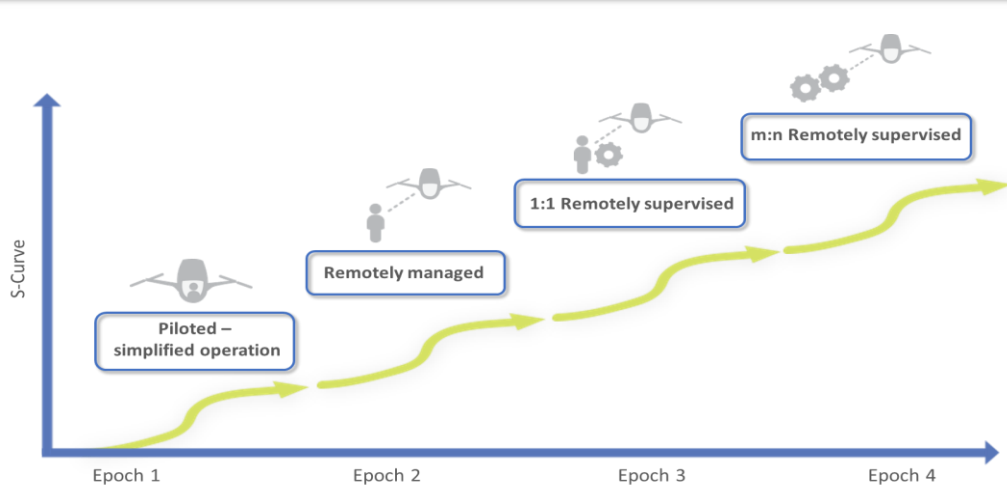 m:n Remotely supervised
1:1 Remotely supervised
Remotely managed
Piloted –
simplified operation
S-Curve
Epoch 1
Epoch 2
Epoch 3
Epoch 4